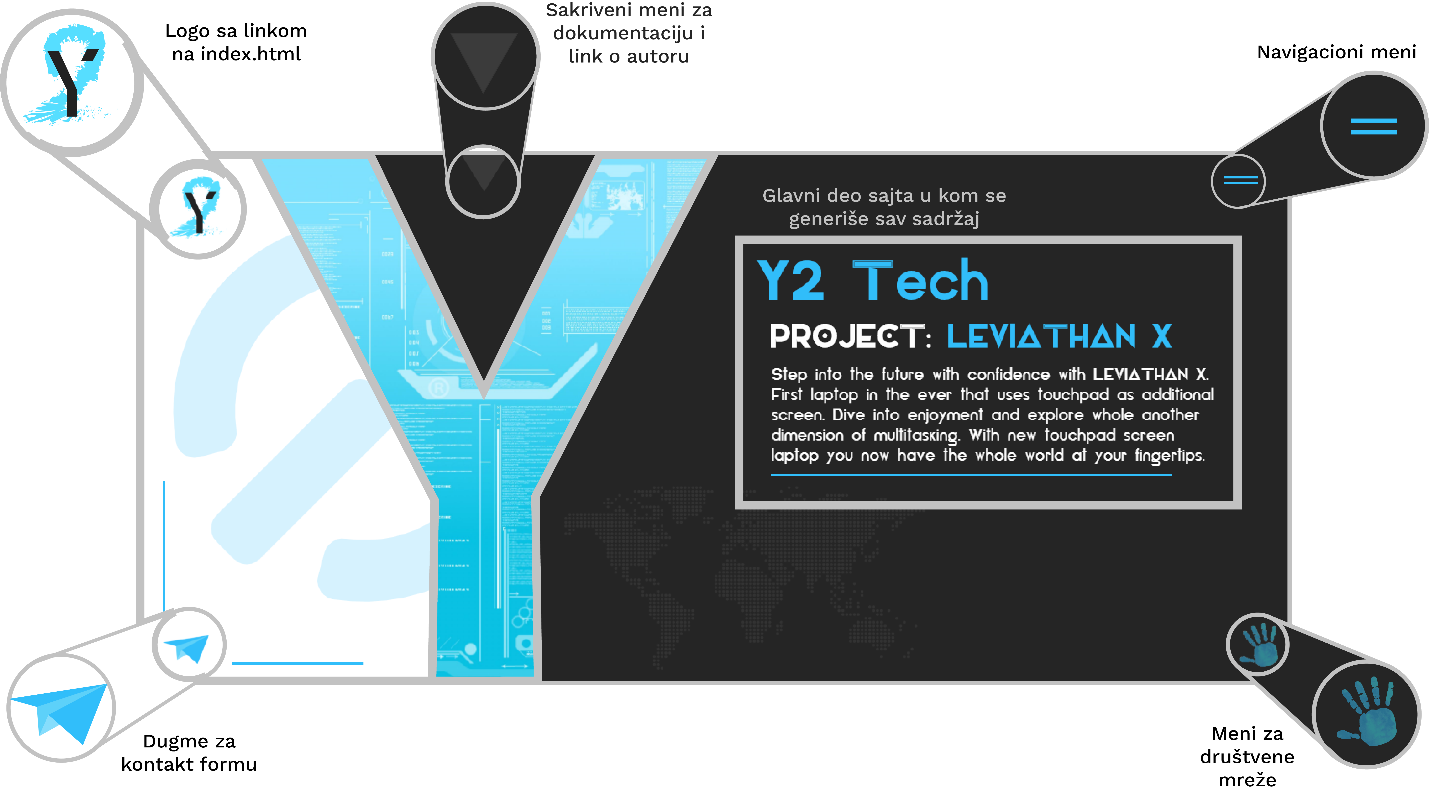 Logo sa linkom
na index.html
Sakriveni meni za
dokumentaciju i
link o autoru
Navigacioni meni
Glavni deo sajta u kom se
generiše sav sadržaj
Y2 Tech
PROJECT: LEVIATHAN X
Step into the future with confidence with LEVIATHAN X.
First laptop in the ever that uses touchpad as additional
screen. Dive into enjoyment and explore whole another
dimension of multitasking. With new touchpad screen
laptop you now have the whole world at your fingertips.
Dugme za
kontakt formu
Meni za
društvene
mreže